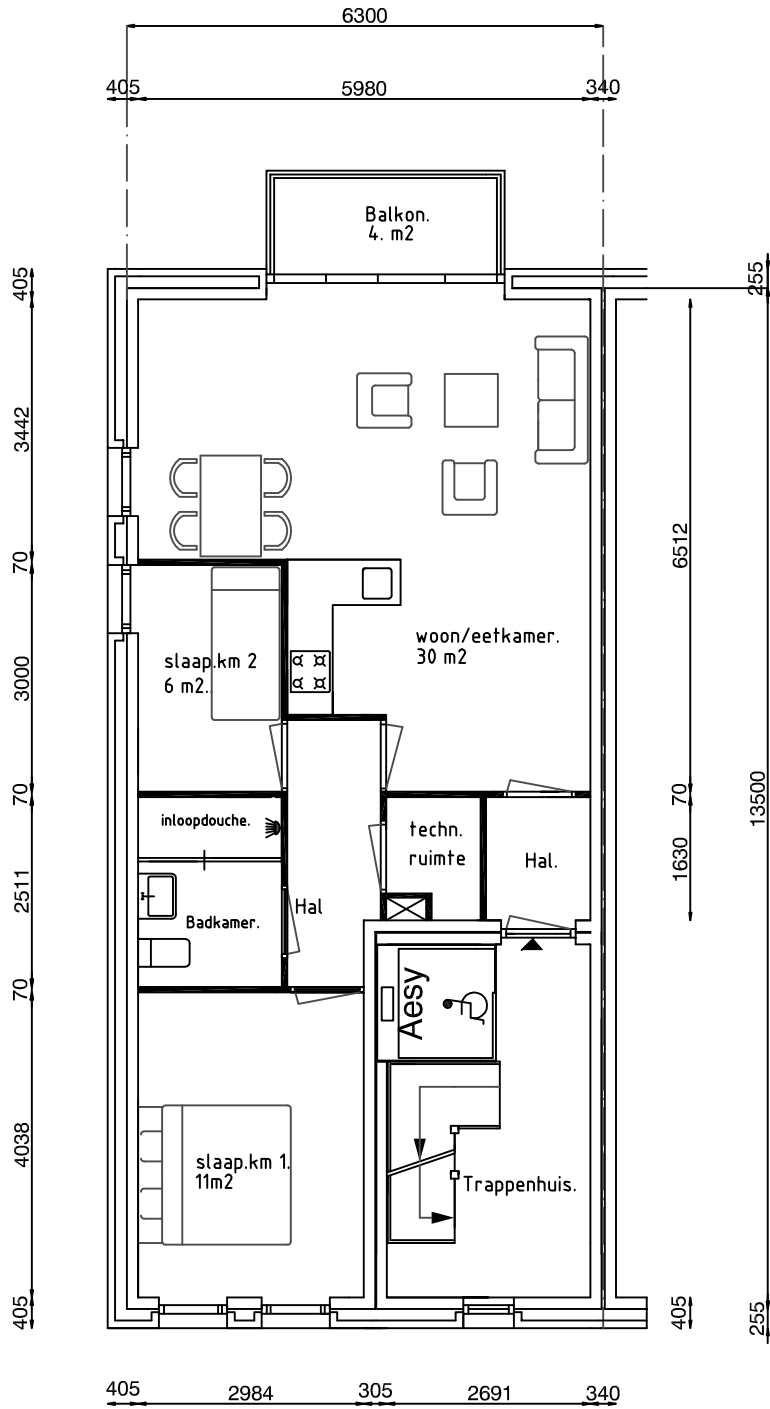 6300
405 5980 340
Balkon.
4. m2
405
255
3442
70
6512
woon/eetkamer.
30 m2
slaap.km 2
6 m2.
3000
13500
70
70
inloopdouche.
techn.
ruimte
Hal.
1630
2511
Hal
Badkamer.
70
Aesy
4038
slaap.km 1.
11m2
Trappenhuis.
405
405
255
405 2984 305 2691 340